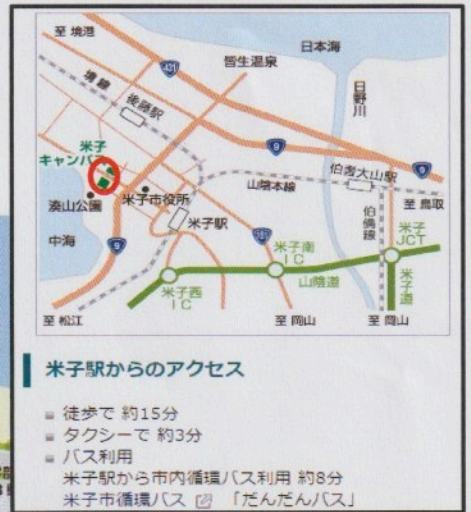 至 境港
日本海
431
皆生温泉
境線
後藤駅
日野川
9
米子
キャンパス
伯耆大山駅
9
山陰本線
至 鳥取
湊山公園
米子市役所
米子駅
伯備線
米子
JCT
中海
9
181
米子南
IC
山陰道
米子道
米子西
IC
至 松江
至 岡山
至 岡山
米子駅からのアクセス
徒歩で 約15分
タクシーで 約3分
バス利用
米子駅から市内循環バス利用 約8分
米子市循環バス 「だんだんバス」